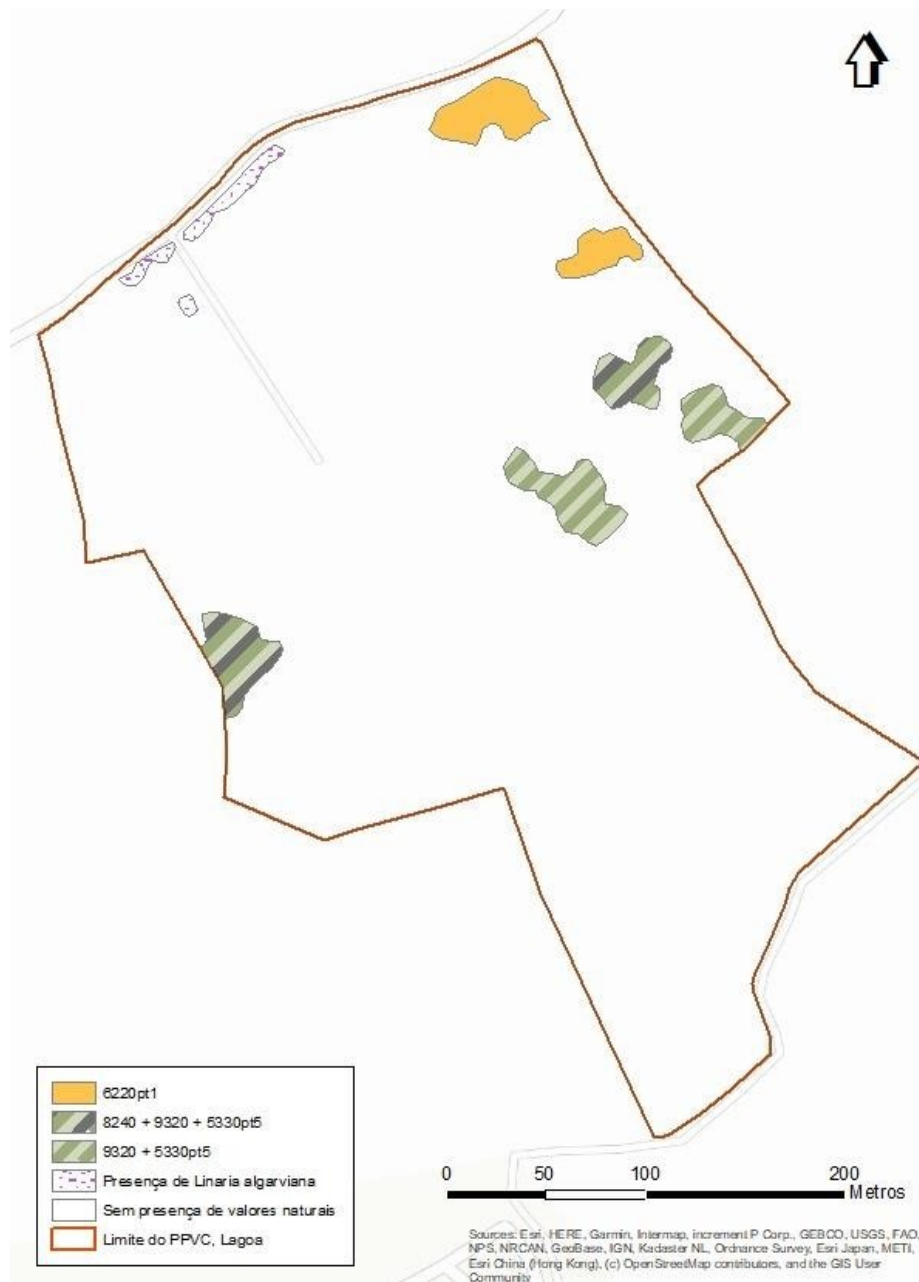 6220pt1
8240 + 9320 + 5330pt5
9320 + 5330pt5
Presença de Linaria algarviana
Sem presença de valores naturais
Limite do PPVC, Lagoa
0 50 100 200
Metros
Sources: Esri, HERE, Garmin, Intermap, increment P Corp., GEBCO, USGS, FAO,
NPS, NRCAN, GeoBase, IGN, Kadaster NL, Ordnance Survey, Esri Japan, METI,
Esri China (Hong Kong), (c) OpenStreetMap contributors, and the GIS User
Community